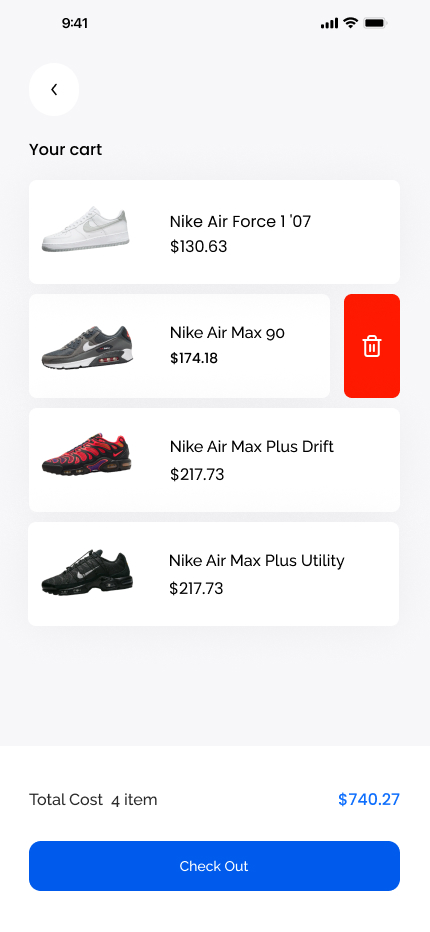 9:41
Your cart
Nike Air Force 1 '07
$130.63
Nike Air Max 90
$174.18
Nike Air Max Plus Drift
$217.73
Nike Air Max Plus Utility
$217.73
Total Cost 4 item
$740.27
Check Out